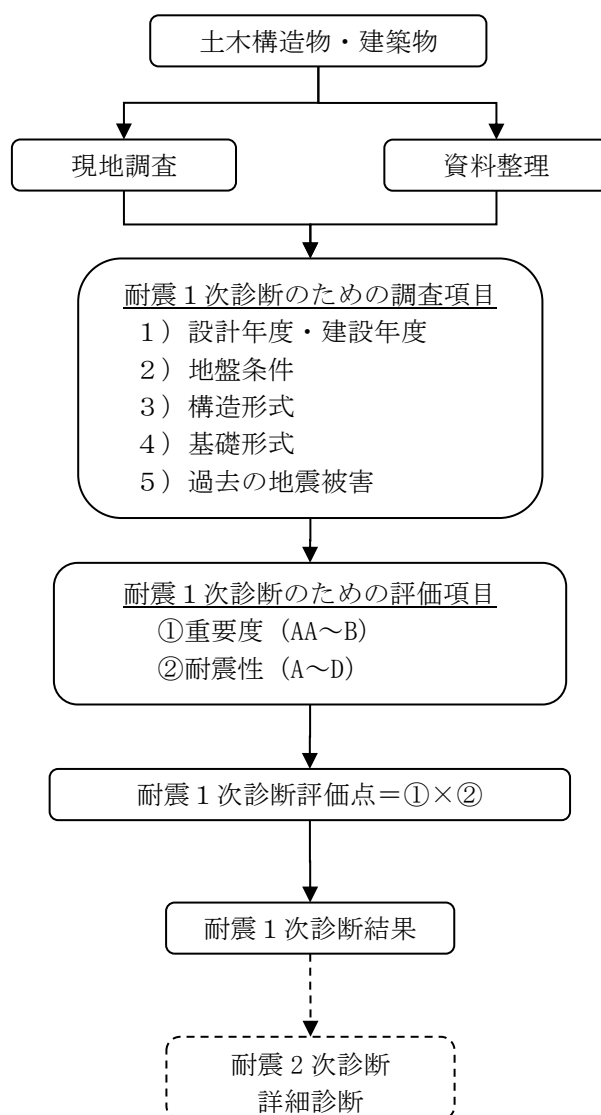 土木構造物・建築物
現地調査
資料整理
耐震１次診断のための調査項目
１）設計年度・建設年度
２）地盤条件
３）構造形式
４）基礎形式
５）過去の地震被害
耐震１次診断のための評価項目
①重要度（AA～B）
②耐震性（A～D）
耐震１次診断評価点＝①×②
耐震１次診断結果
耐震２次診断
詳細診断